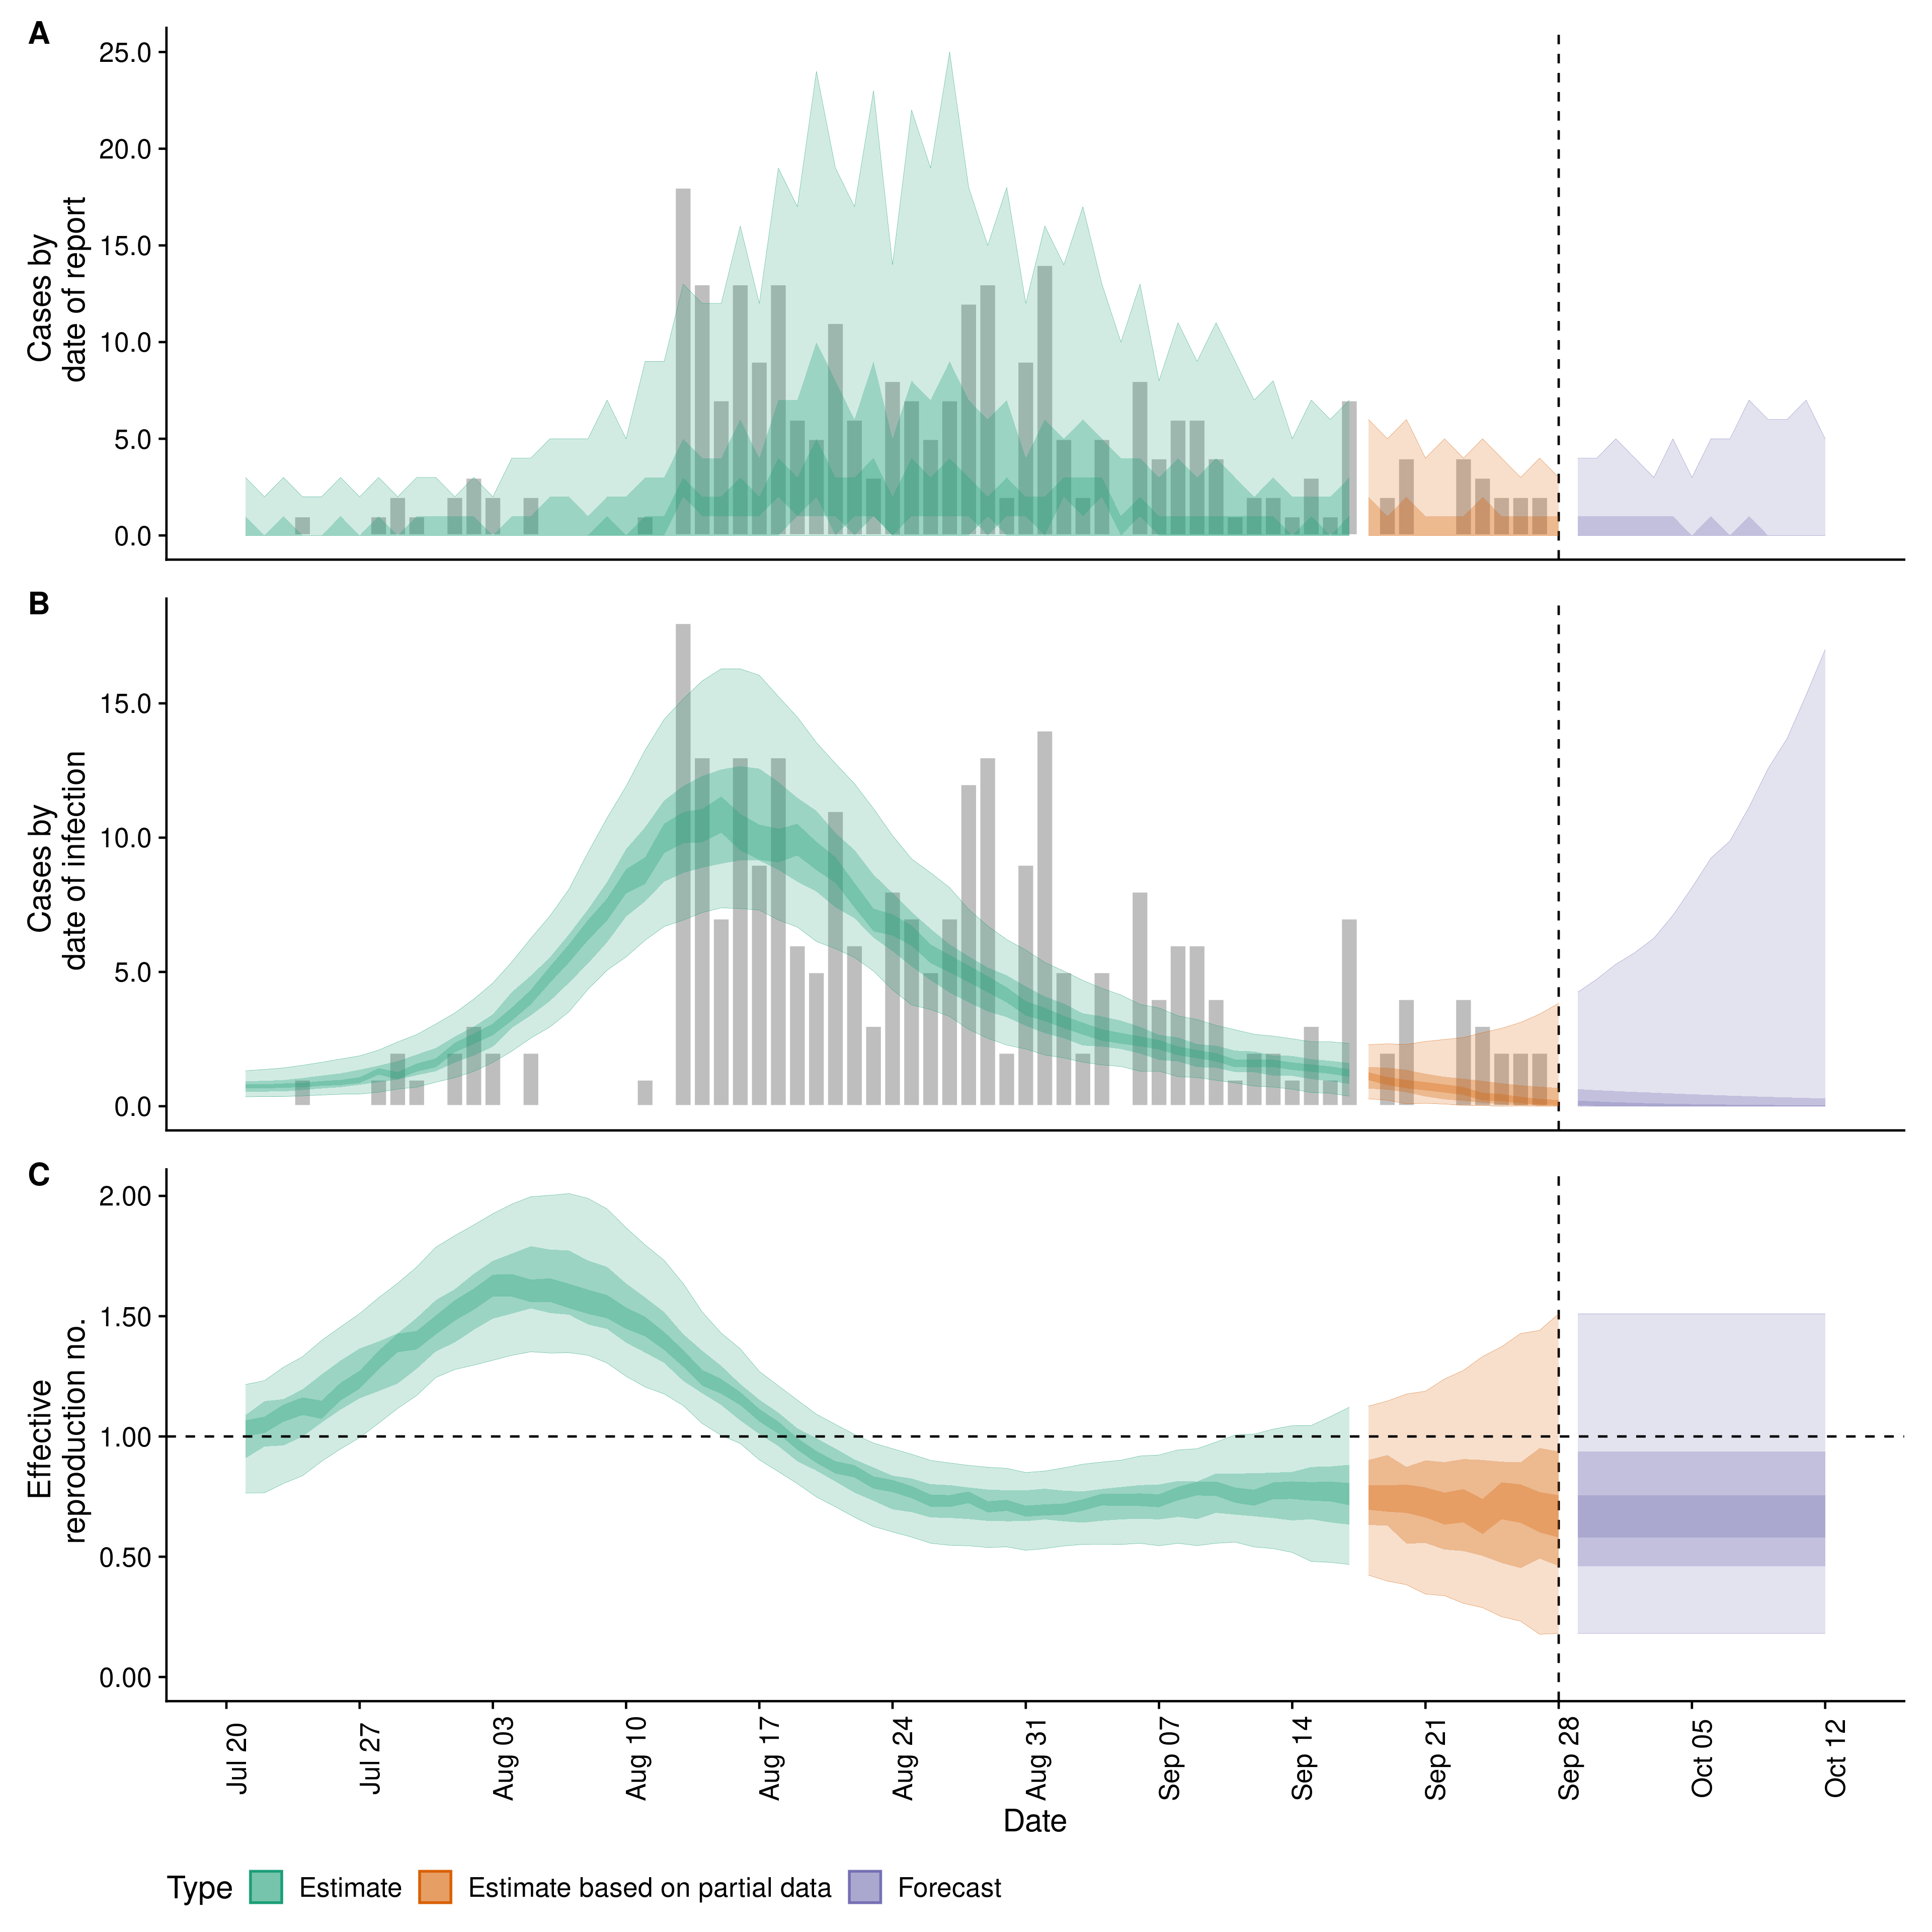 A
Cases by
date of report
25.0
20.0
15.0
10.0
5.0
0.0
B
Cases by
date of infection
15.0
10.0
5.0
0.0
C
Effective
reproduction no.
2.00
1.50
1.00
0.50
0.00
Jul 20
Jul 27
Aug 03
Aug 10
Aug 17
Aug 24
Aug 31
Sep 07
Sep 14
Sep 21
Sep 28
Oct 05
Oct 12
Date
Type Estimate Estimate based on partial data Forecast